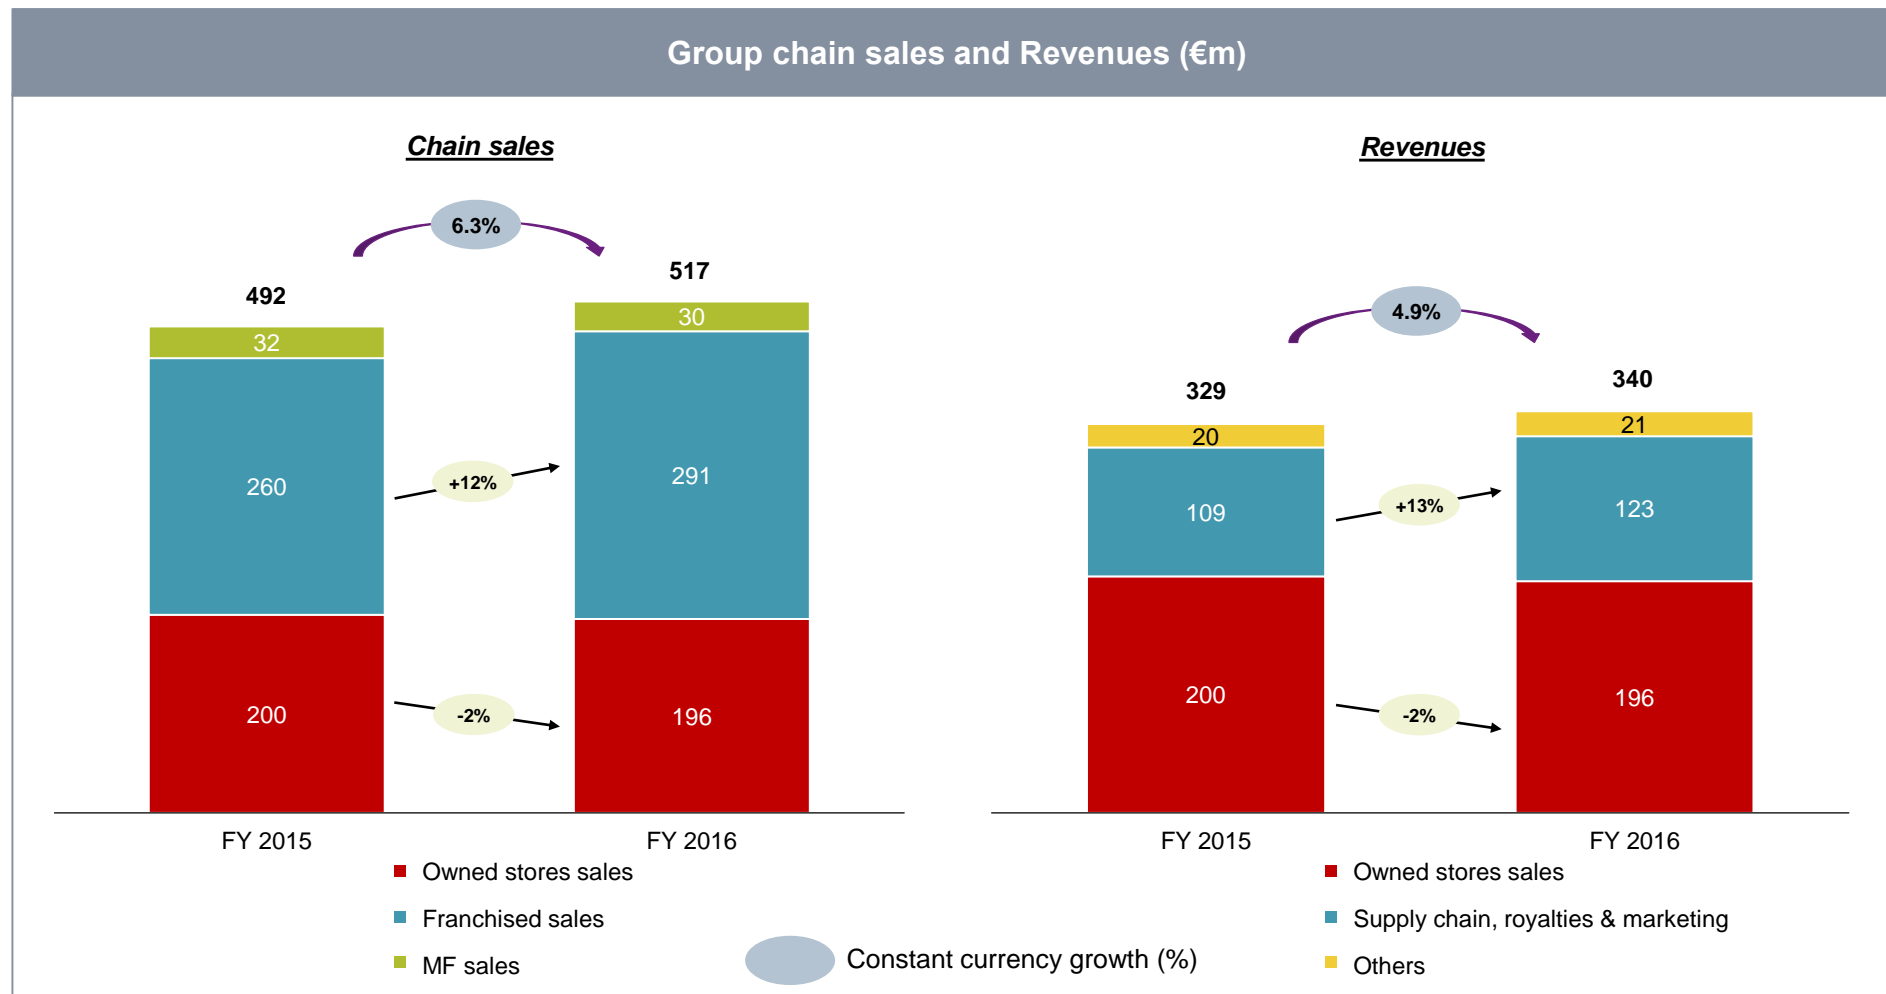 Group chain sales and Revenues (€m)
Chain sales
6.3%
492
517
32
30
260
+12%
291
200
-2%
196
FY 2015
FY 2016
Owned stores sales
Franchised sales
MF sales
Revenues
4.9%
329
340
20
21
109
+13%
123
200
-2%
196
FY 2015
FY 2016
Owned stores sales
Supply chain, royalties & marketing
Others
Constant currency growth (%)